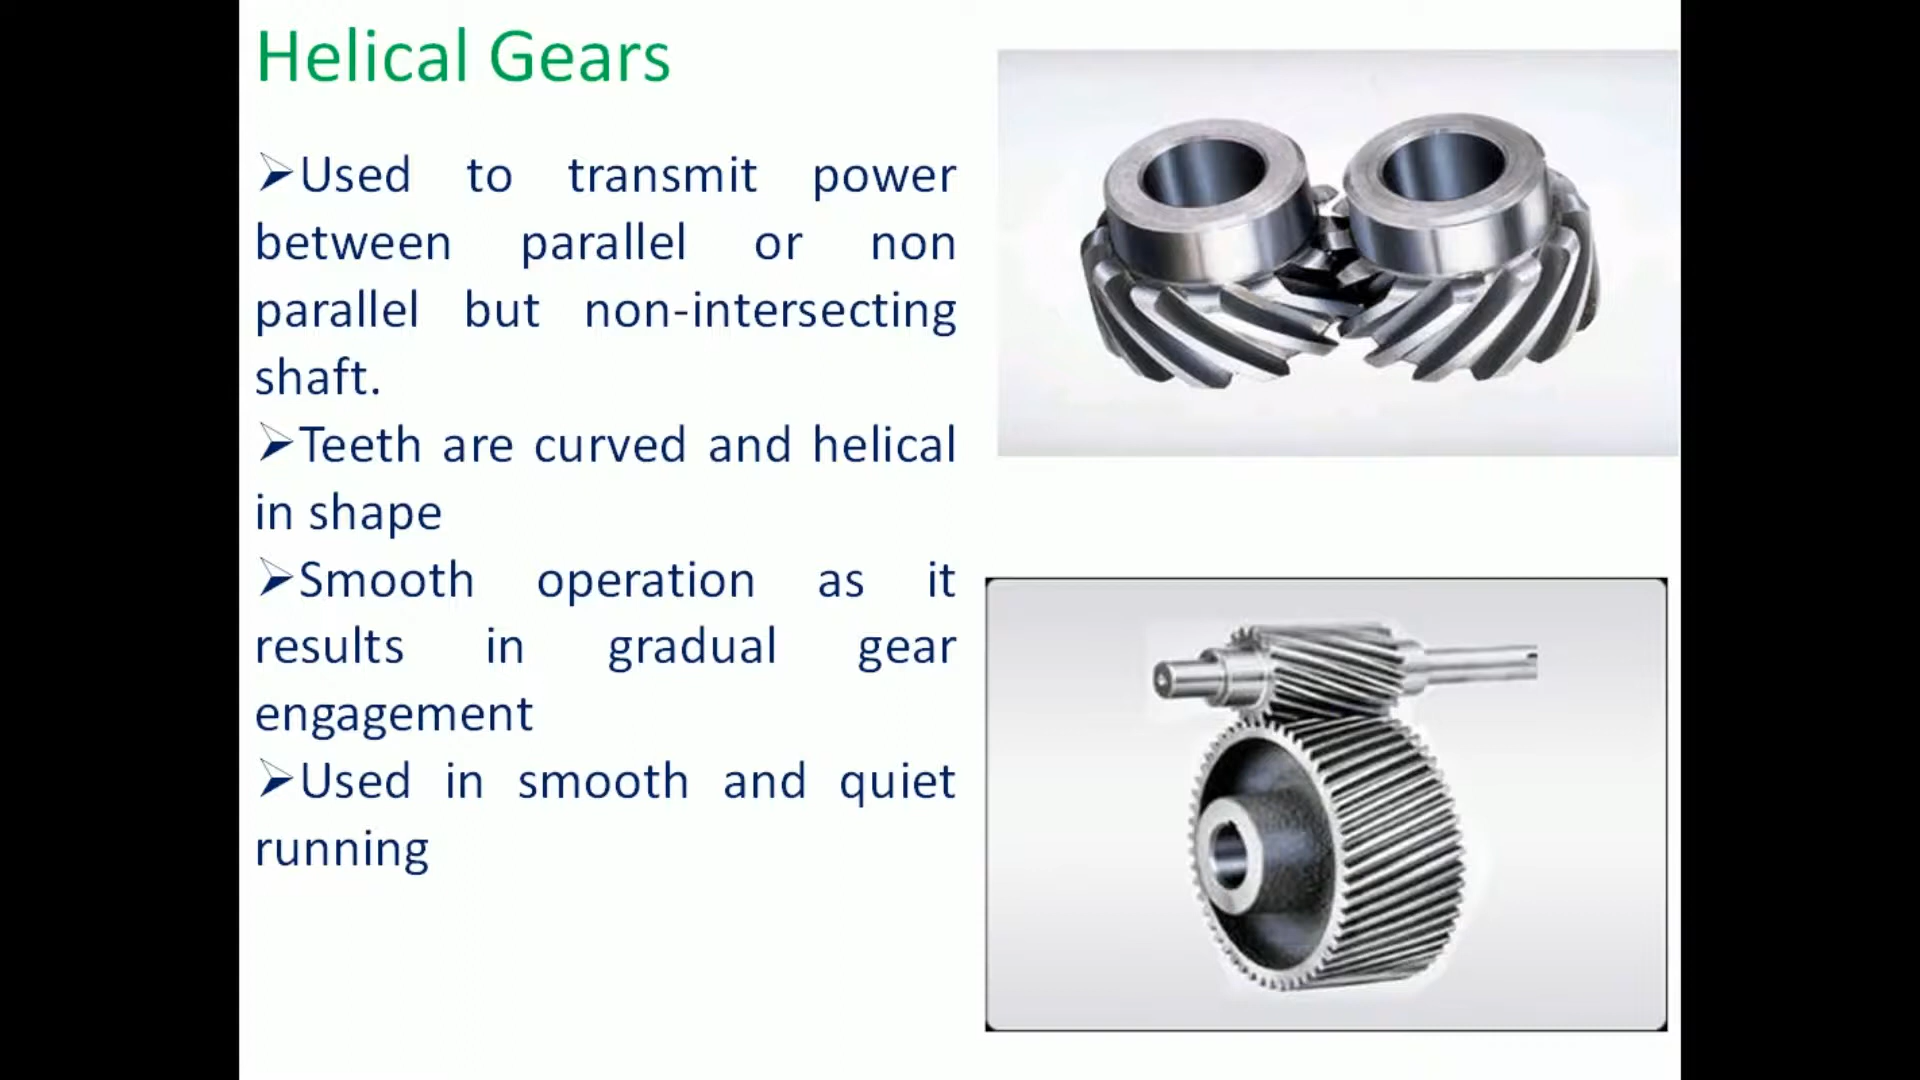 Helical Gears
➢Used to transmit power
between parallel or non
parallel but non-intersecting
shaft.
➢Teeth are curved and helical
in shape
➢Smooth operation as it
results in gradual gear
engagement
➢Used in smooth and quiet
running